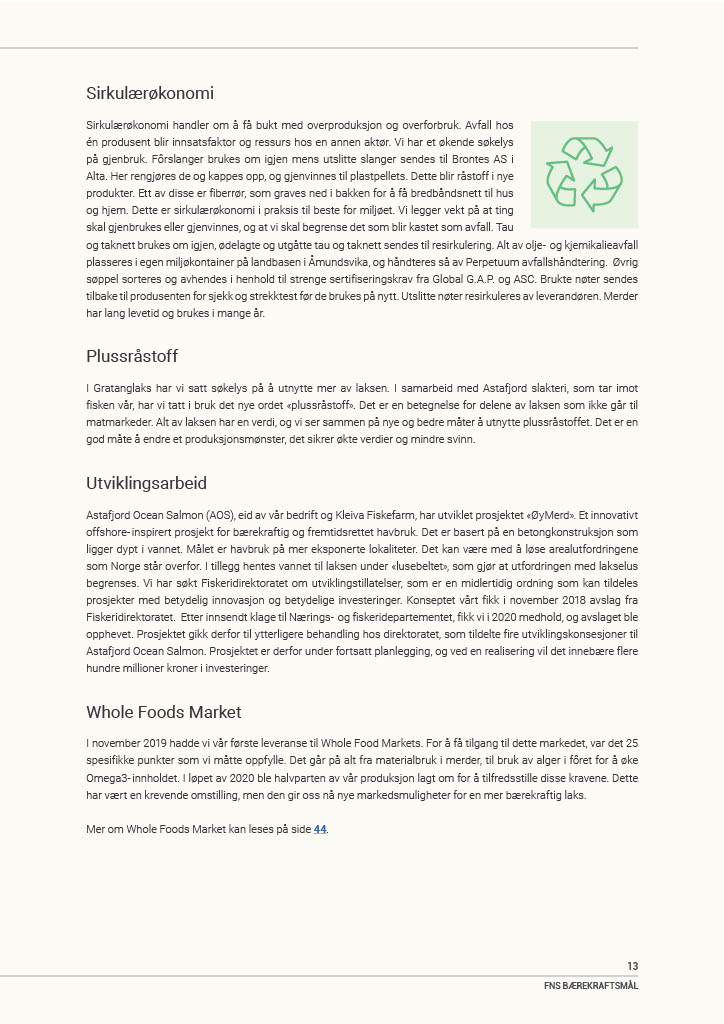 Sirkulærøkonomi
Sirkulærøkonomi handler om å få bukt med overproduksjon og overforbruk. Avfall hos
én produsent blir innsatsfaktor og ressurs hos en annen aktør. Vi har et økende søkelys
på gjenbruk. Fôrslanger brukes om igjen mens utslitte slanger sendes til Brontes AS i
Alta. Her rengjøres de og kappes opp, og gjenvinnes til plastpellets. Dette blir råstoff i nye
produkter. Ett av disse er fiberrør, som graves ned i bakken for å få bredbåndsnett til hus
og hjem. Dette er sirkulærøkonomi i praksis til beste for miljøet. Vi legger vekt på at ting
skal gjenbrukes eller gjenvinnes, og at vi skal begrense det som blir kastet som avfall. Tau
og taknett brukes om igjen, ødelagte og utgåtte tau og taknett sendes til resirkulering. Alt av olje- og kjemikalieavfall
plasseres i egen miljøkontainer på landbasen i Åmundsvika, og håndteres så av Perpetuum avfallshåndtering. Øvrig
søppel sorteres og avhendes i henhold til strenge sertifiseringskrav fra Global G.A.P. og ASC. Brukte nøter sendes
tilbake til produsenten for sjekk og strekktest før de brukes på nytt. Utslitte nøter resirkuleres av leverandøren. Merder
har lang levetid og brukes i mange år.
Plussråstoff
I Gratanglaks har vi satt søkelys på å utnytte mer av laksen. I samarbeid med Astafjord slakteri, som tar imot
fisken vår, har vi tatt i bruk det nye ordet «plussråstoff». Det er en betegnelse for delene av laksen som ikke går til
matmarkeder. Alt av laksen har en verdi, og vi ser sammen på nye og bedre måter å utnytte plussråstoffet. Det er en
god måte å endre et produksjonsmønster, det sikrer økte verdier og mindre svinn.
Utviklingsarbeid
Astafjord Ocean Salmon (AOS), eid av vår bedrift og Kleiva Fiskefarm, har utviklet prosjektet «ØyMerd». Et innovativt
offshore-inspirert prosjekt for bærekraftig og fremtidsrettet havbruk. Det er basert på en betongkonstruksjon som
ligger dypt i vannet. Målet er havbruk på mer eksponerte lokaliteter. Det kan være med å løse arealutfordringene
som Norge står overfor. I tillegg hentes vannet til laksen under «lusebeltet», som gjør at utfordringen med lakselus
begrenses. Vi har søkt Fiskeridirektoratet om utviklingstillatelser, som er en midlertidig ordning som kan tildeles
prosjekter med betydelig innovasjon og betydelige investeringer. Konseptet vårt fikk i november 2018 avslag fra
Fiskeridirektoratet. Etter innsendt klage til Nærings- og fiskeridepartementet, fikk vi i 2020 medhold, og avslaget ble
opphevet. Prosjektet gikk derfor til ytterligere behandling hos direktoratet, som tildelte fire utviklingskonsesjoner til
Astafjord Ocean Salmon. Prosjektet er derfor under fortsatt planlegging, og ved en realisering vil det innebære flere
hundre millioner kroner i investeringer.
Whole Foods Market
I november 2019 hadde vi vår første leveranse til Whole Food Markets. For å få tilgang til dette markedet, var det 25
spesifikke punkter som vi måtte oppfylle. Det går på alt fra materialbruk i merder, til bruk av alger i fôret for å øke
Omega3-innholdet. I løpet av 2020 ble halvparten av vår produksjon lagt om for å tilfredsstille disse kravene. Dette
har vært en krevende omstilling, men den gir oss nå nye markedsmuligheter for en mer bærekraftig laks.
Mer om Whole Foods Market kan leses på side 44.
13
FNS BÆREKRAFTSMÅL